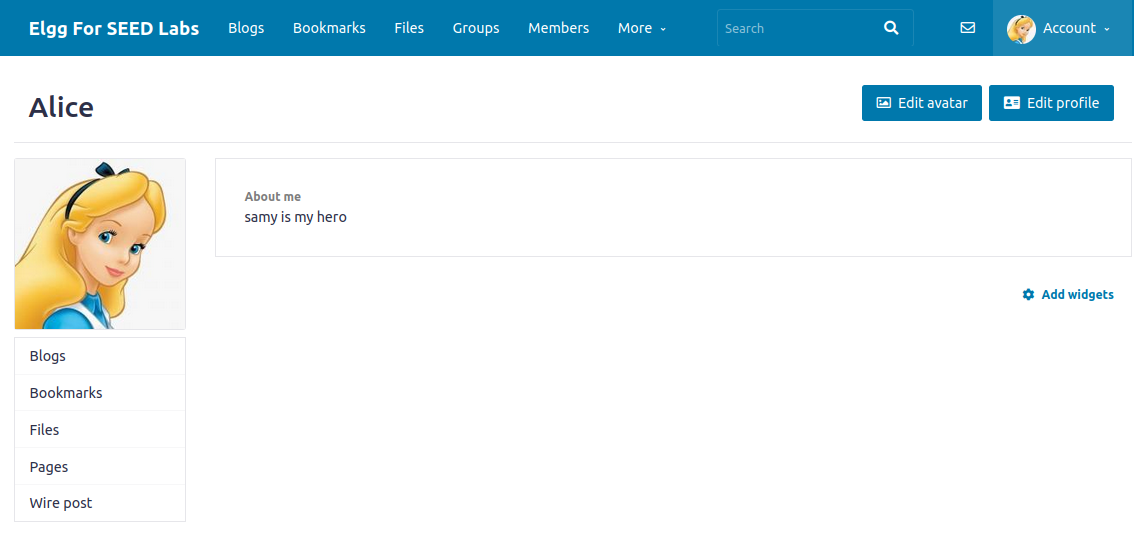 Elgg For SEED Labs Blogs Bookmarks Files Groups Members More Search Account
Alice
Edit avatar Edit profile
About me
samy is my hero
Add widgets
Blogs
Bookmarks
Files
Pages
Wire post